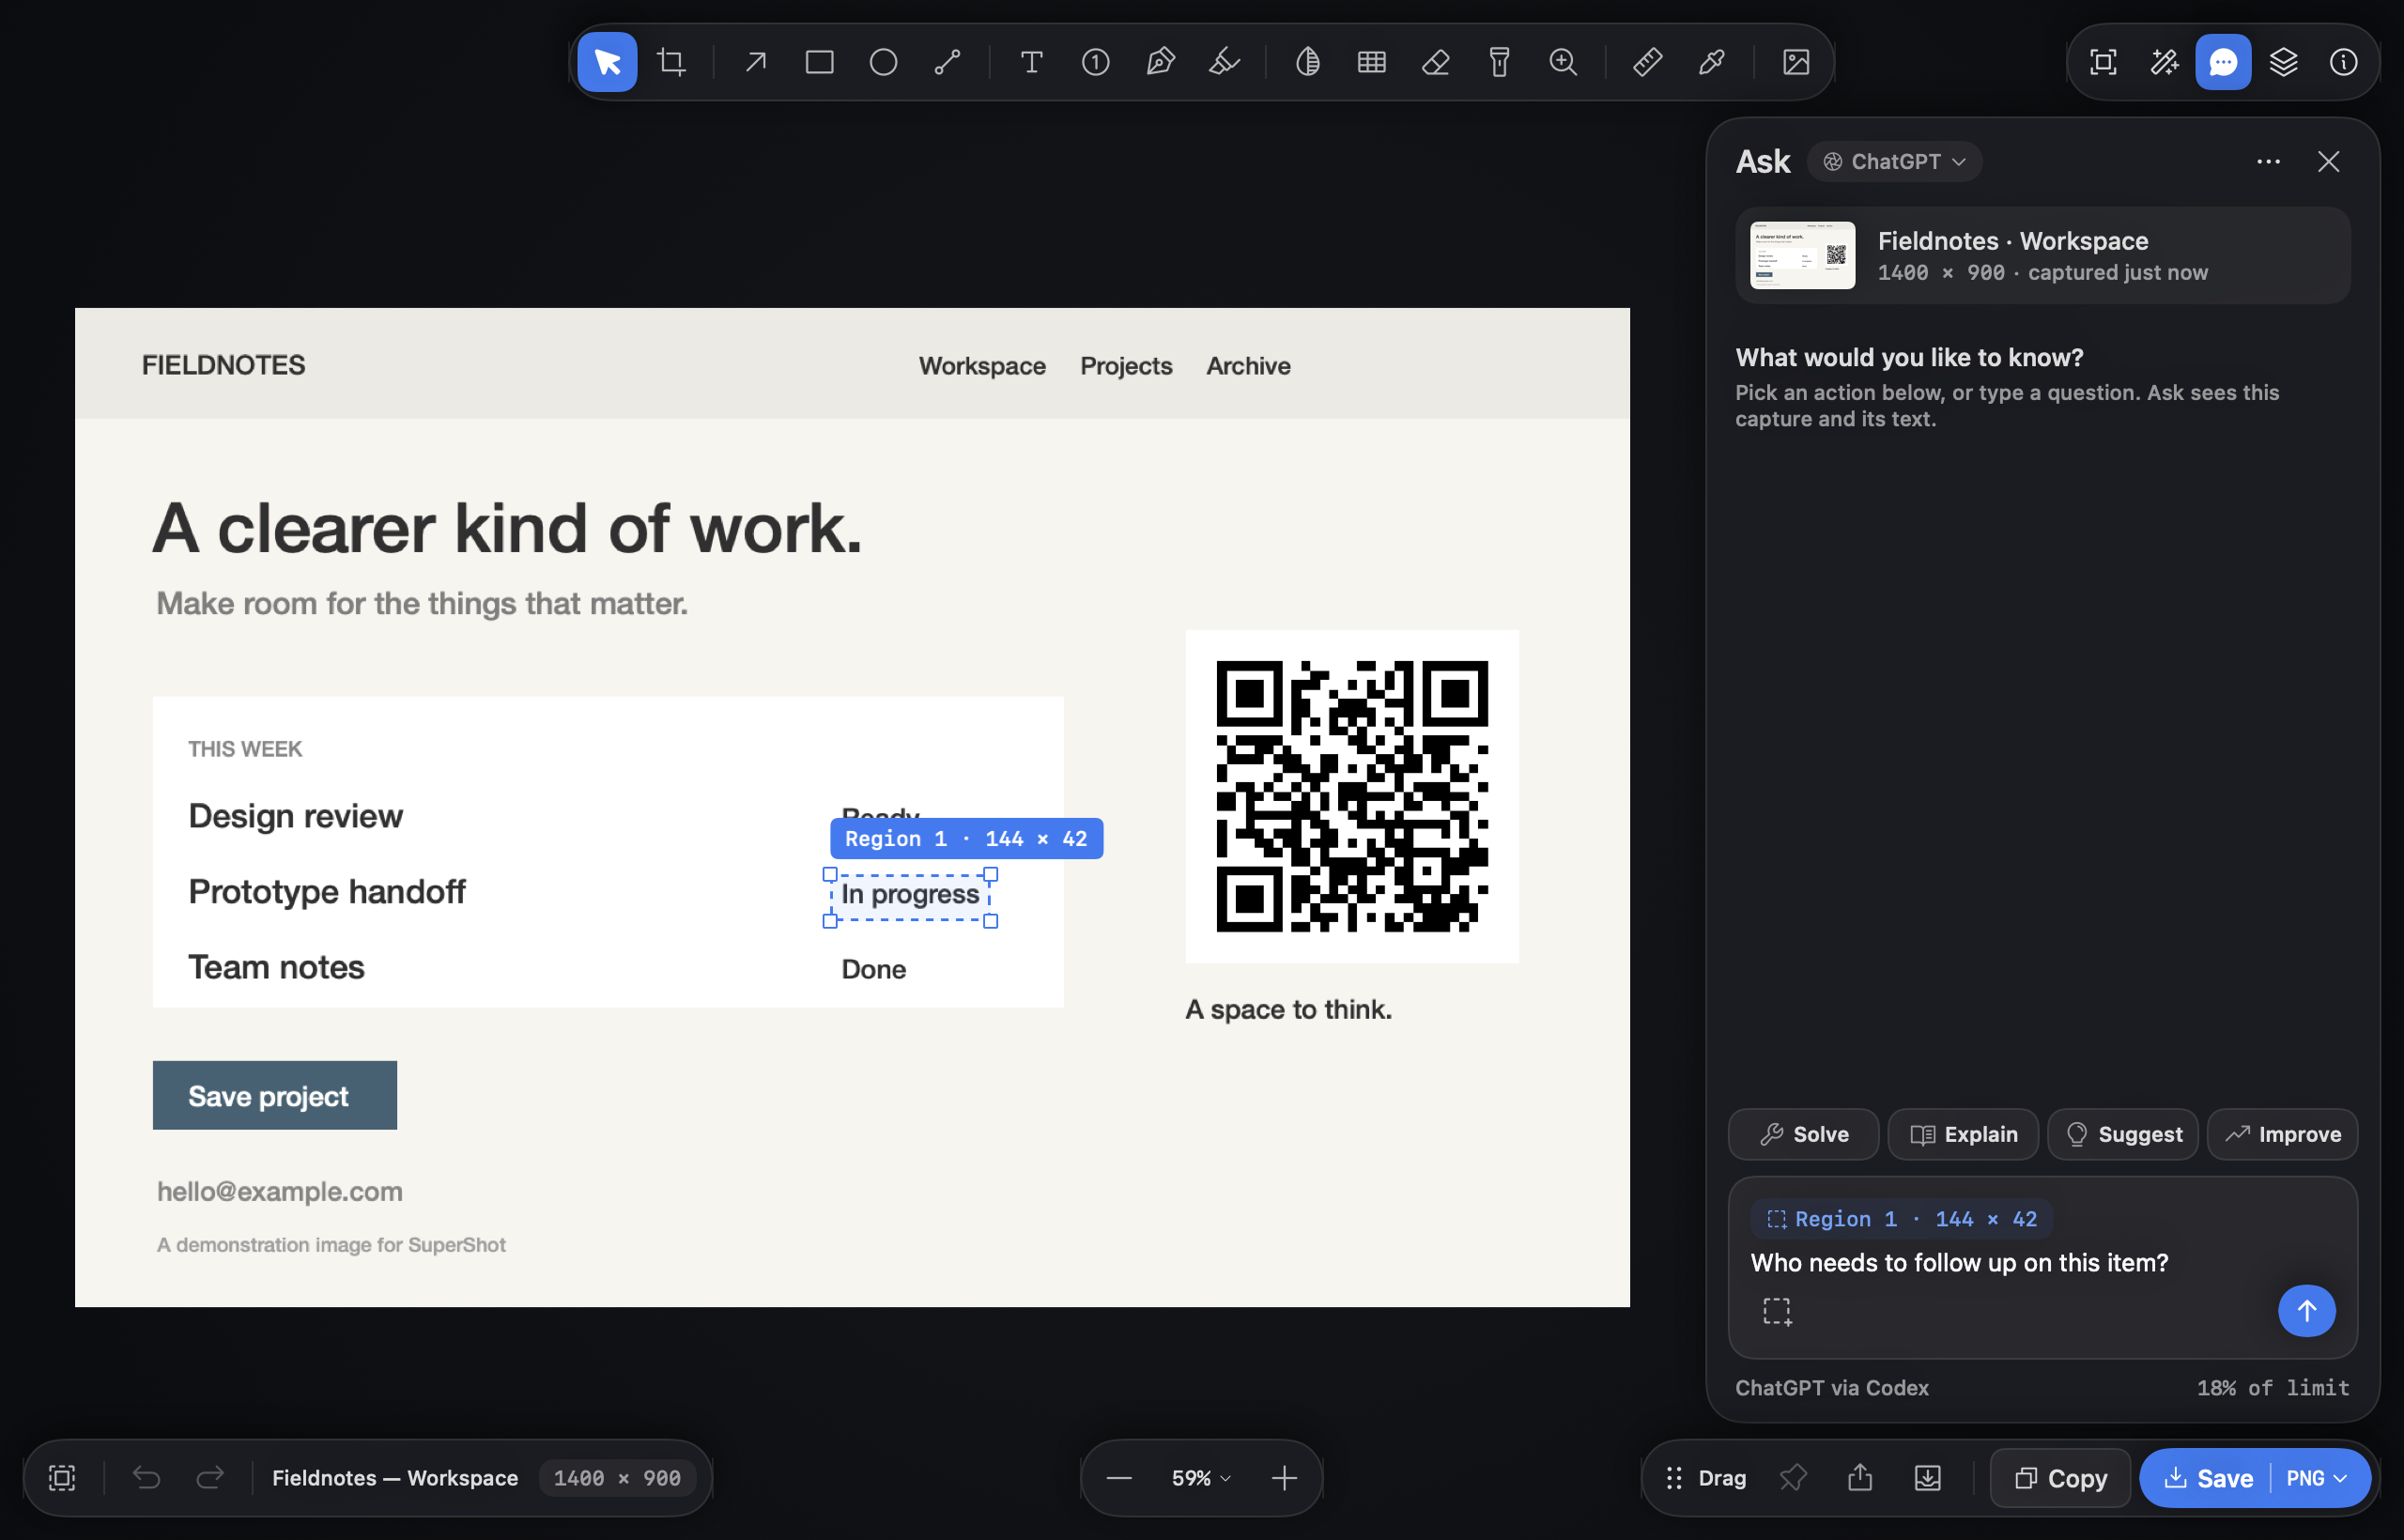 Ask
ChatGPT
Fieldnotes · Workspace
1400 × 900 · captured just now
What would you like to know?
Pick an action below, or type a question. Ask sees this
capture and its text.
FIELDNOTES
Workspace Projects Archive
A clearer kind of work.
Make room for the things that matter.
THIS WEEK
Design review Ready
Region 1 · 144 × 42
Prototype handoff In progress
Team notes Done
A space to think.
Save project
hello@example.com
A demonstration image for SuperShot
Solve Explain Suggest Improve
Region 1 · 144 × 42
Who needs to follow up on this item?
ChatGPT via Codex 18% of limit
Fieldnotes — Workspace 1400 × 900
59%
Drag Copy Save PNG